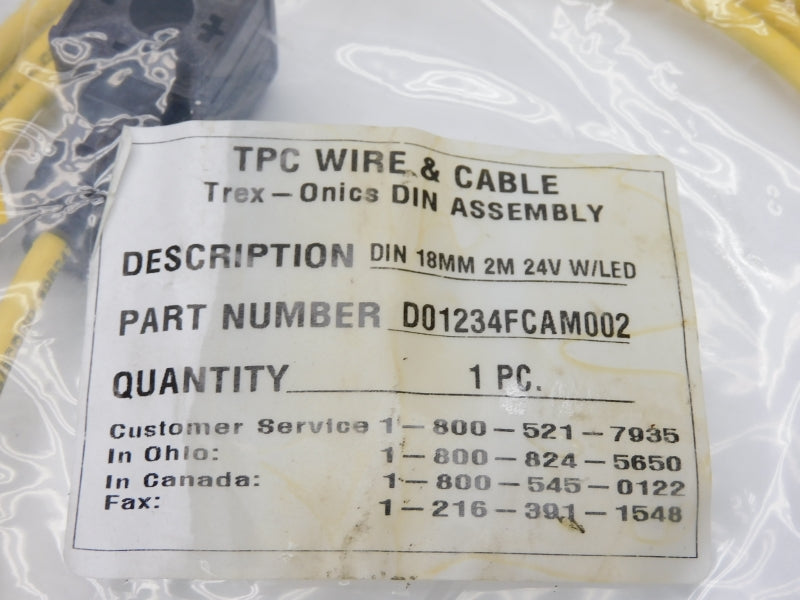 TPC WIRE & CABLE
Trex-Onics DIN ASSEMBLY
DESCRIPTION DIN 18MM 2M 24V W/LED
PART NUMBER D01234FCAM002
QUANTITY 1 PC.
Customer Service 1-800-521-7935
In Ohio: 1-800-824-5650
In Canada: 1-800-545-0122
Fax: 1-216-391-1548